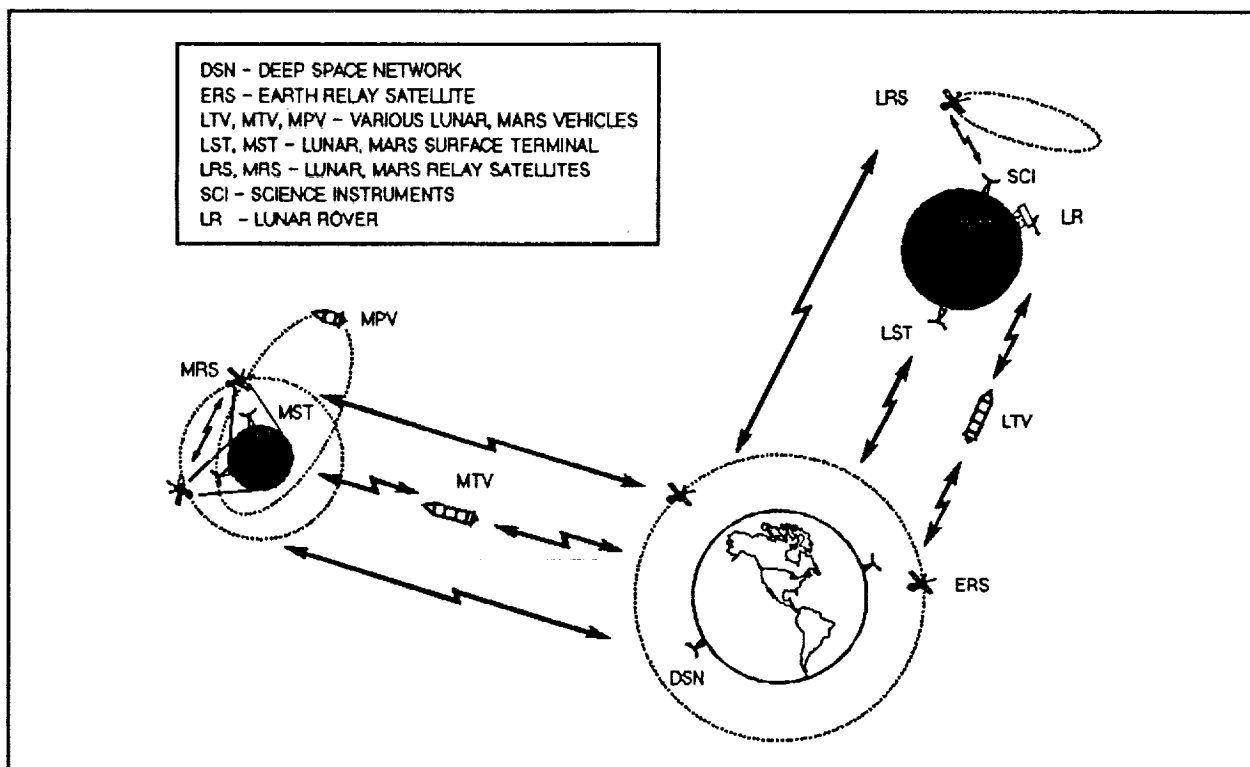 DSN - DEEP SPACE NETWORK
ERS - EARTH RELAY SATELLITE
LTV, MTV, MPV - VARIOUS LUNAR, MARS VEHICLES
LST, MST - LUNAR, MARS SURFACE TERMINAL
LRS, MRS - LUNAR, MARS RELAY SATELLITES
SCI - SCIENCE INSTRUMENTS
LR - LUNAR ROVER
LRS
SCI
LR
LST
LTV
MPV
MRS
MST
MTV
ERS
DSN